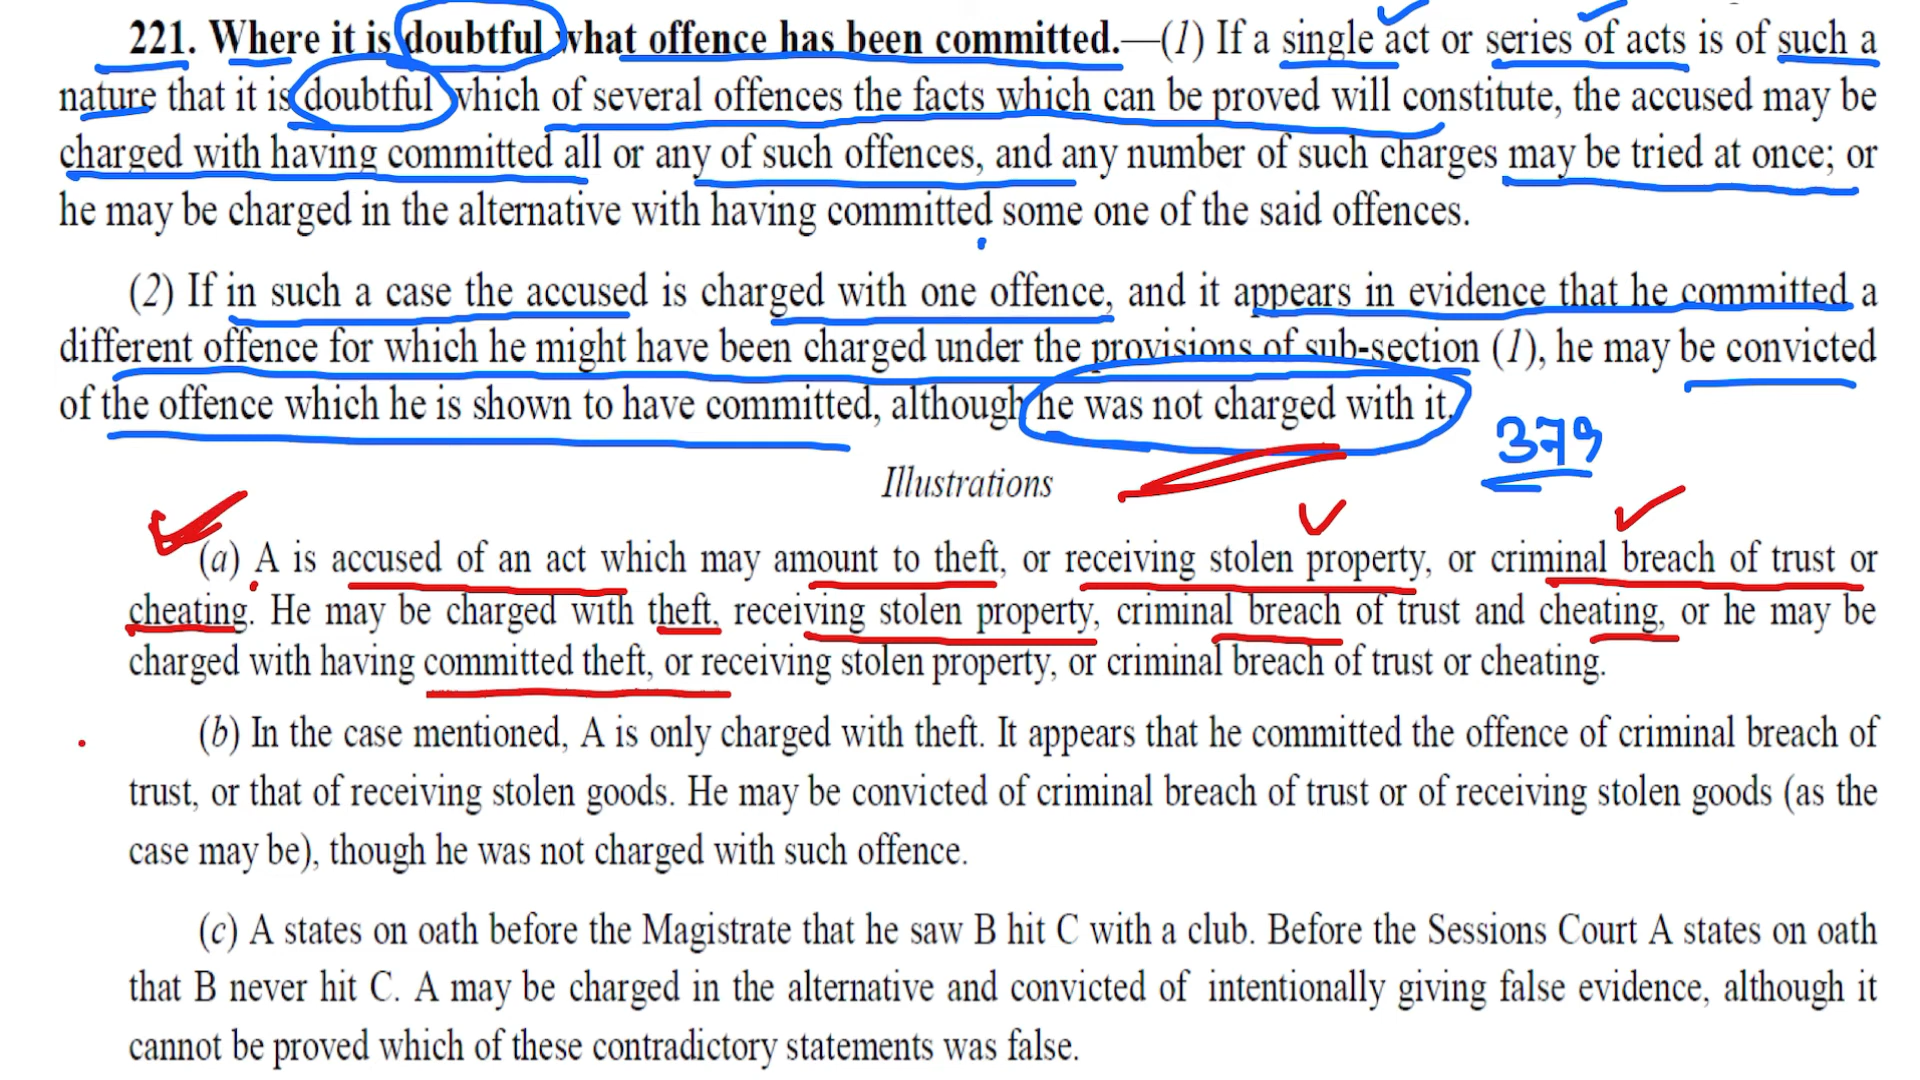 221. Where it is doubtful what offence has been committed.—(1) If a single act or series of acts is of such a
nature that it is doubtful which of several offences the facts which can be proved will constitute, the accused may be
charged with having committed all or any of such offences, and any number of such charges may be tried at once; or
he may be charged in the alternative with having committed some one of the said offences.
(2) If in such a case the accused is charged with one offence, and it appears in evidence that he committed a
different offence for which he might have been charged under the provisions of sub-section (1), he may be convicted
of the offence which he is shown to have committed, although he was not charged with it.
379
Illustrations
(a) A is accused of an act which may amount to theft, or receiving stolen property, or criminal breach of trust or
cheating. He may be charged with theft, receiving stolen property, criminal breach of trust and cheating, or he may be
charged with having committed theft, or receiving stolen property, or criminal breach of trust or cheating.
(b) In the case mentioned, A is only charged with theft. It appears that he committed the offence of criminal breach of
trust, or that of receiving stolen goods. He may be convicted of criminal breach of trust or of receiving stolen goods (as the
case may be), though he was not charged with such offence.
(c) A states on oath before the Magistrate that he saw B hit C with a club. Before the Sessions Court A states on oath
that B never hit C. A may be charged in the alternative and convicted of intentionally giving false evidence, although it
cannot be proved which of these contradictory statements was false.